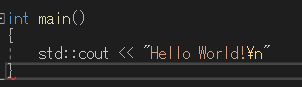 int main()
{
    std::cout << "Hello World!¥n"
}